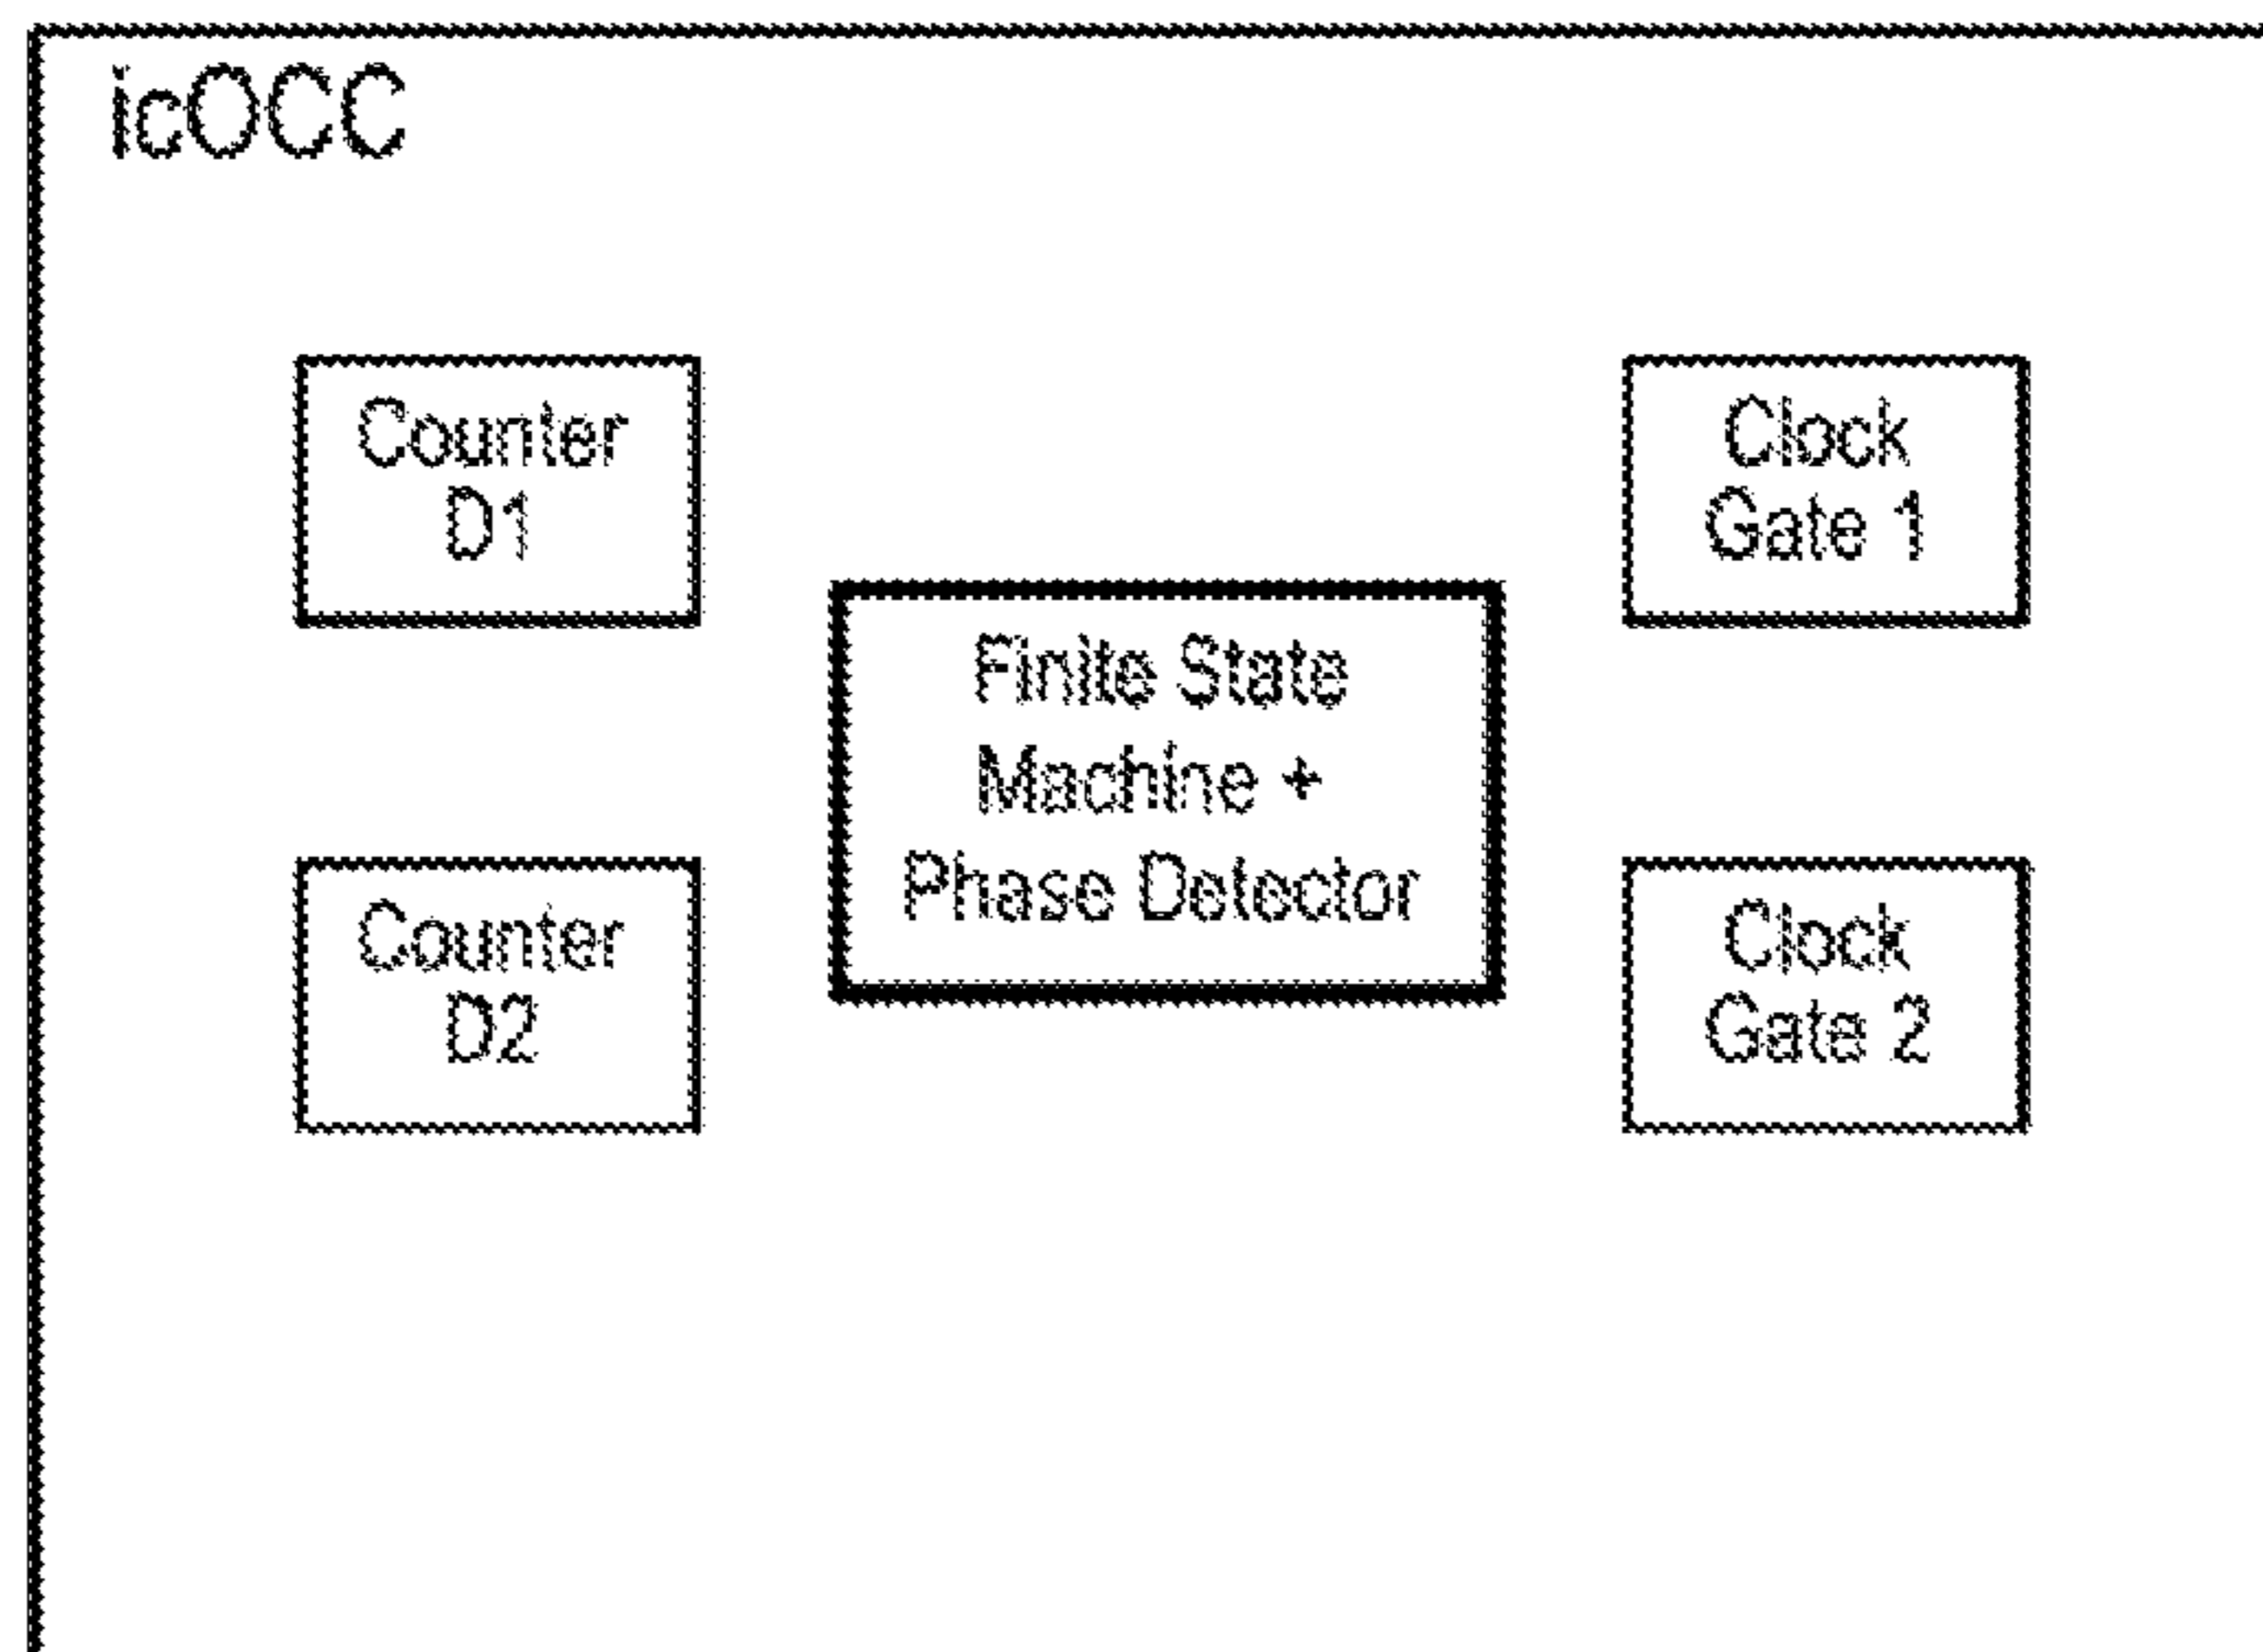 icOCC
Counter
D1
Clock
Gate 1
Finite State
Machine +
Phase Detector
Counter
D2
Clock
Gate 2